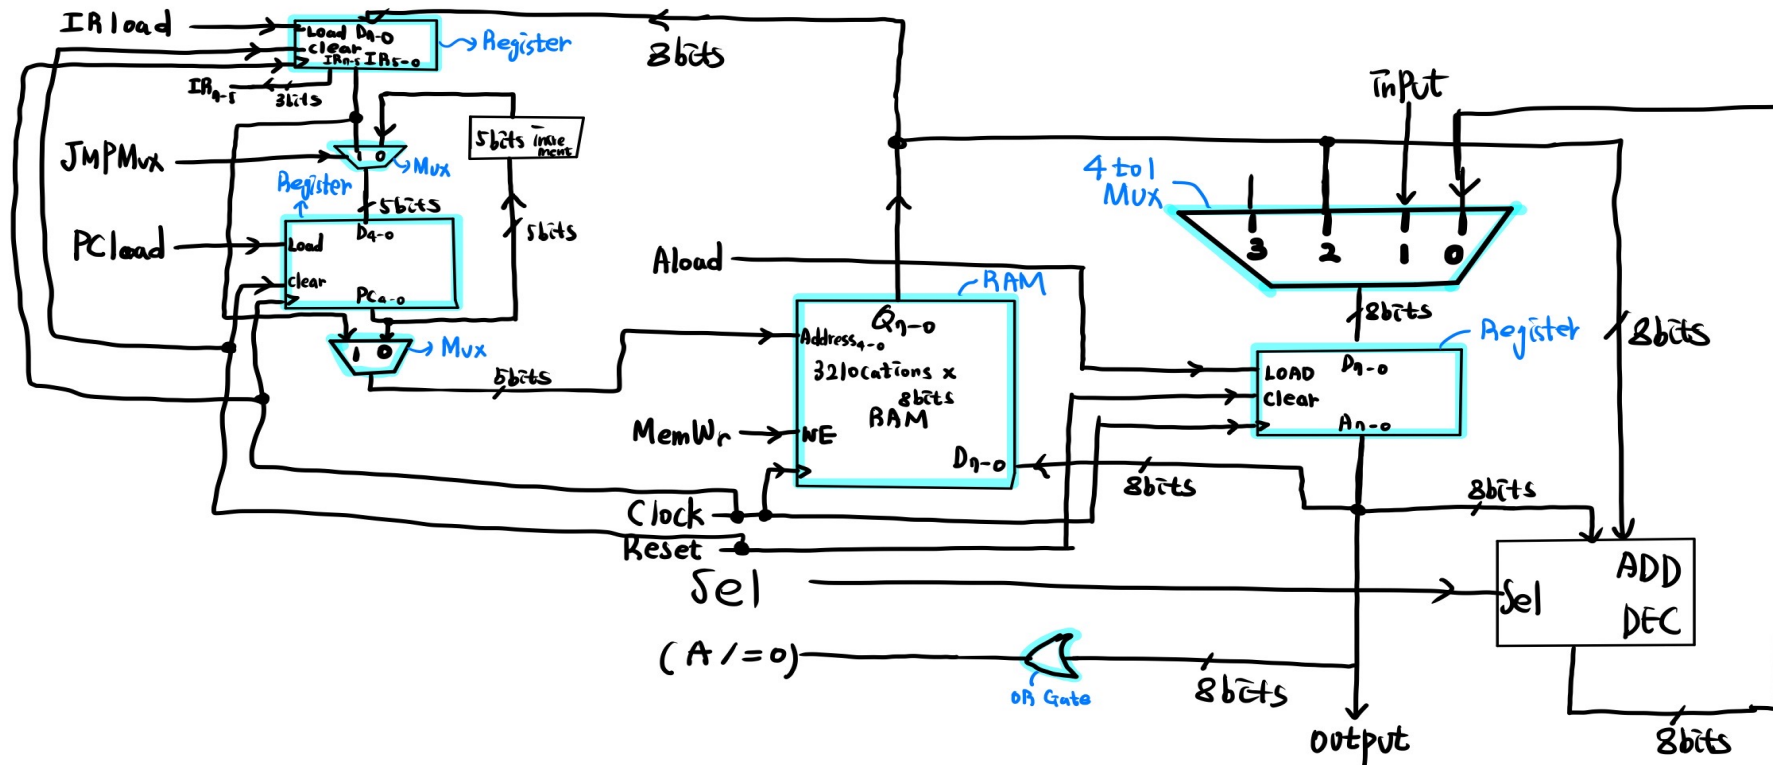 IRload
Load D7-0
clear
IR7-5 IR5-0
Register
8bits
IR7-5
3bits
JMPMux
1 0
Mux
5bits increment
Register
5bits
5bits
PCload
Load
D4-0
clear
PC4-0
1 0
Mux
5bits
Aload
RAM
Q7-0
Address4-0
32locations x
8bits
RAM
MemWr
WE
D7-0
8bits
input
4 to1
Mux
3 2 1 0
8bits
8bits
Register
LOAD
D7-0
Clear
A7-0
8bits
Clock
Reset
Sel
Sel
ADD
DEC
(A/=0)
OR Gate
8bits
output
8bits